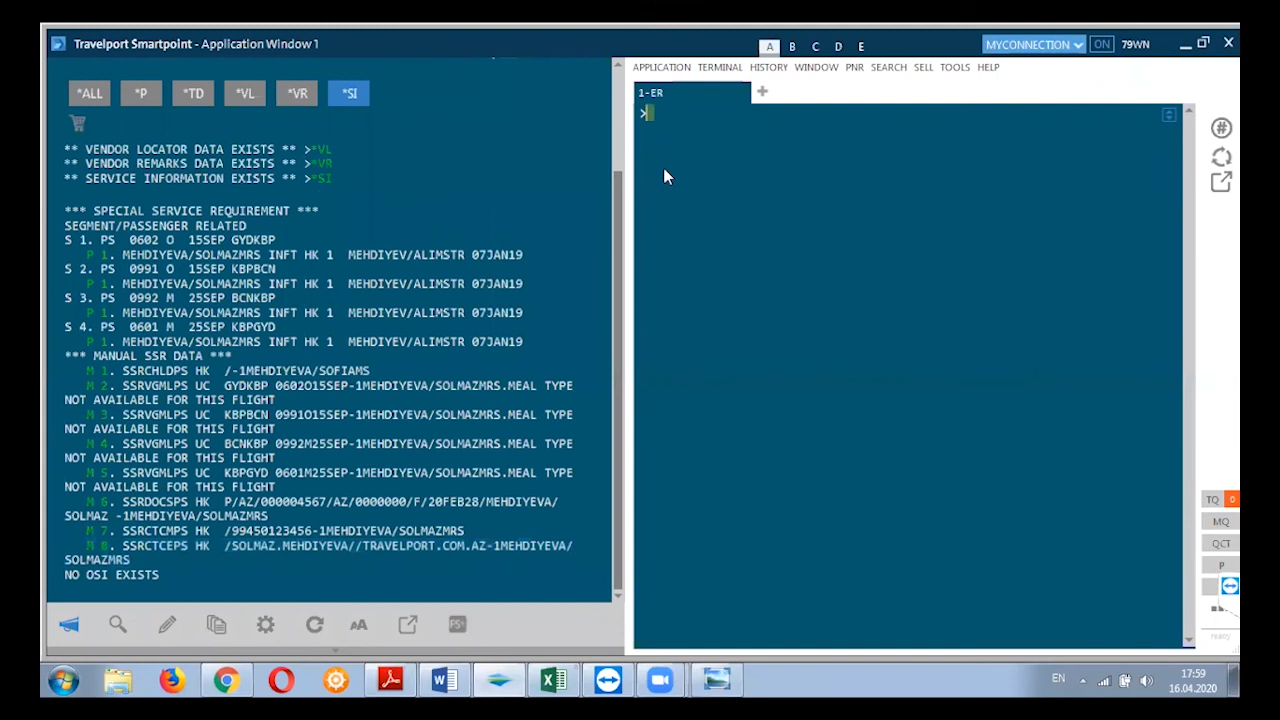 Travelport Smartpoint - Application Window 1
A B C D E
MYCONNECTION ON 79WN
APPLICATION TERMINAL HISTORY WINDOW PNR SEARCH SELL TOOLS HELP
*ALL *P *TD *VL *VR *SI
** VENDOR LOCATOR DATA EXISTS ** >*VL
** VENDOR REMARKS DATA EXISTS ** >*VR
** SERVICE INFORMATION EXISTS ** >*SI
*** SPECIAL SERVICE REQUIREMENT ***
SEGMENT/PASSENGER RELATED
S 1. PS 0602 O 15SEP GYDKBP
P 1. MEHDIYEVA/SOLMAZMRS INFT HK 1 MEHDIYEV/ALIMSTR 07JAN19
S 2. PS 0991 O 15SEP KBPBCN
P 1. MEHDIYEVA/SOLMAZMRS INFT HK 1 MEHDIYEV/ALIMSTR 07JAN19
S 3. PS 0992 M 25SEP BCNKBP
P 1. MEHDIYEVA/SOLMAZMRS INFT HK 1 MEHDIYEV/ALIMSTR 07JAN19
S 4. PS 0601 M 25SEP KBPGYD
P 1. MEHDIYEVA/SOLMAZMRS INFT HK 1 MEHDIYEV/ALIMSTR 07JAN19
*** MANUAL SSR DATA ***
M 1. SSRCHLDPS HK /-1MEHDIYEVA/SOFIAMS
M 2. SSRVGMLPS UC GYDKBP 0602O15SEP-1MEHDIYEVA/SOLMAZMRS.MEAL TYPE
NOT AVAILABLE FOR THIS FLIGHT
M 3. SSRVGMLPS UC KBPBCN 0991O15SEP-1MEHDIYEVA/SOLMAZMRS.MEAL TYPE
NOT AVAILABLE FOR THIS FLIGHT
M 4. SSRVGMLPS UC BCNKBP 0992M25SEP-1MEHDIYEVA/SOLMAZMRS.MEAL TYPE
NOT AVAILABLE FOR THIS FLIGHT
M 5. SSRVGMLPS UC KBPGYD 0601M25SEP-1MEHDIYEVA/SOLMAZMRS.MEAL TYPE
NOT AVAILABLE FOR THIS FLIGHT
M 6. SSRDOCSPS HK P/AZ/000004567/AZ/0000000/F/20FEB28/MEHDIYEVA/
SOLMAZ -1MEHDIYEVA/SOLMAZMRS
M 7. SSRCTCMPS HK /99450123456-1MEHDIYEVA/SOLMAZMRS
M 8. SSRCTCEPS HK /SOLMAZ.MEHDIYEVA//TRAVELPORT.COM.AZ-1MEHDIYEVA/
SOLMAZMRS
NO OSI EXISTS
1-ER +
>
#
TQ 0
MQ
QCT
P
ready
AA
PS+
W
X
EN
17:59
16.04.2020